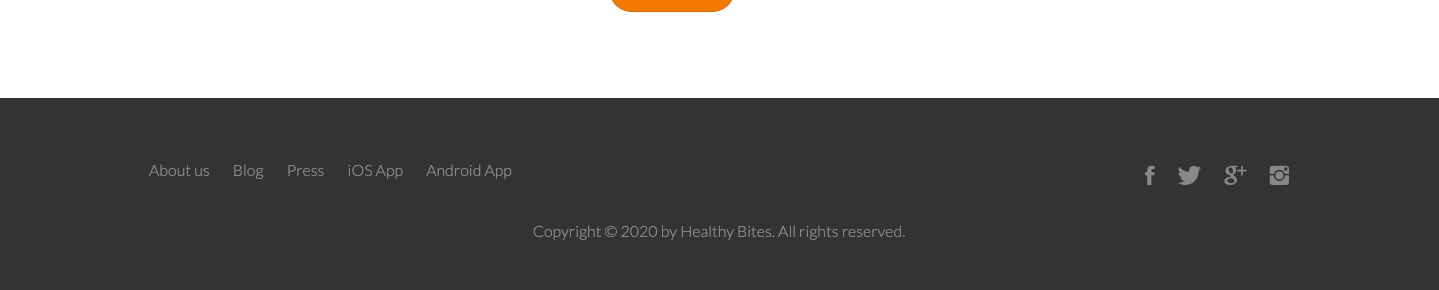 About us Blog Press iOS App Android App
Copyright © 2020 by Healthy Bites. All rights reserved.